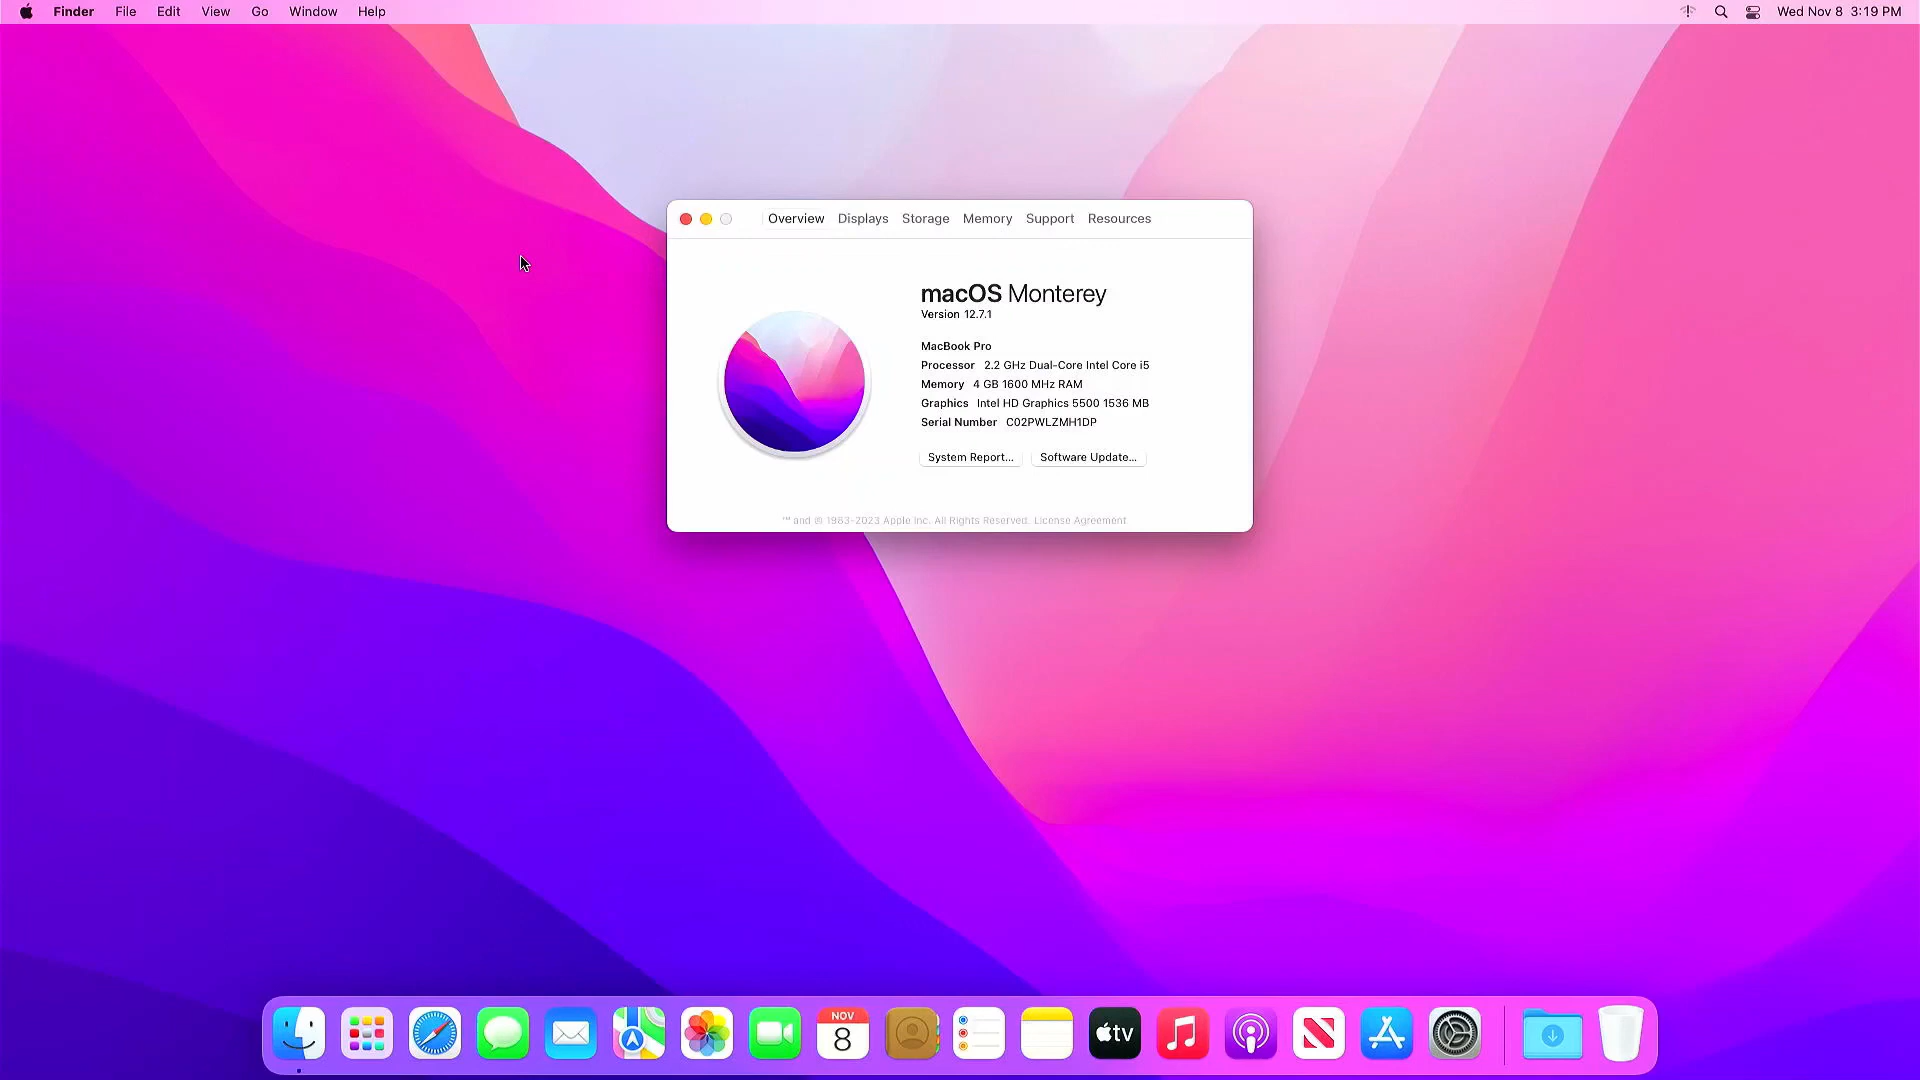 Finder File Edit View Go Window Help
Wed Nov 8 3:19 PM
Overview Displays Storage Memory Support Resources
macOS Monterey
Version 12.7.1
MacBook Pro
Processor 2.2 GHz Dual-Core Intel Core i5
Memory 4 GB 1600 MHz RAM
Graphics Intel HD Graphics 5500 1536 MB
Serial Number C02PWLZMH1DP
System Report... Software Update...
™ and © 1983-2023 Apple Inc. All Rights Reserved. License Agreement
NOV
8
tv